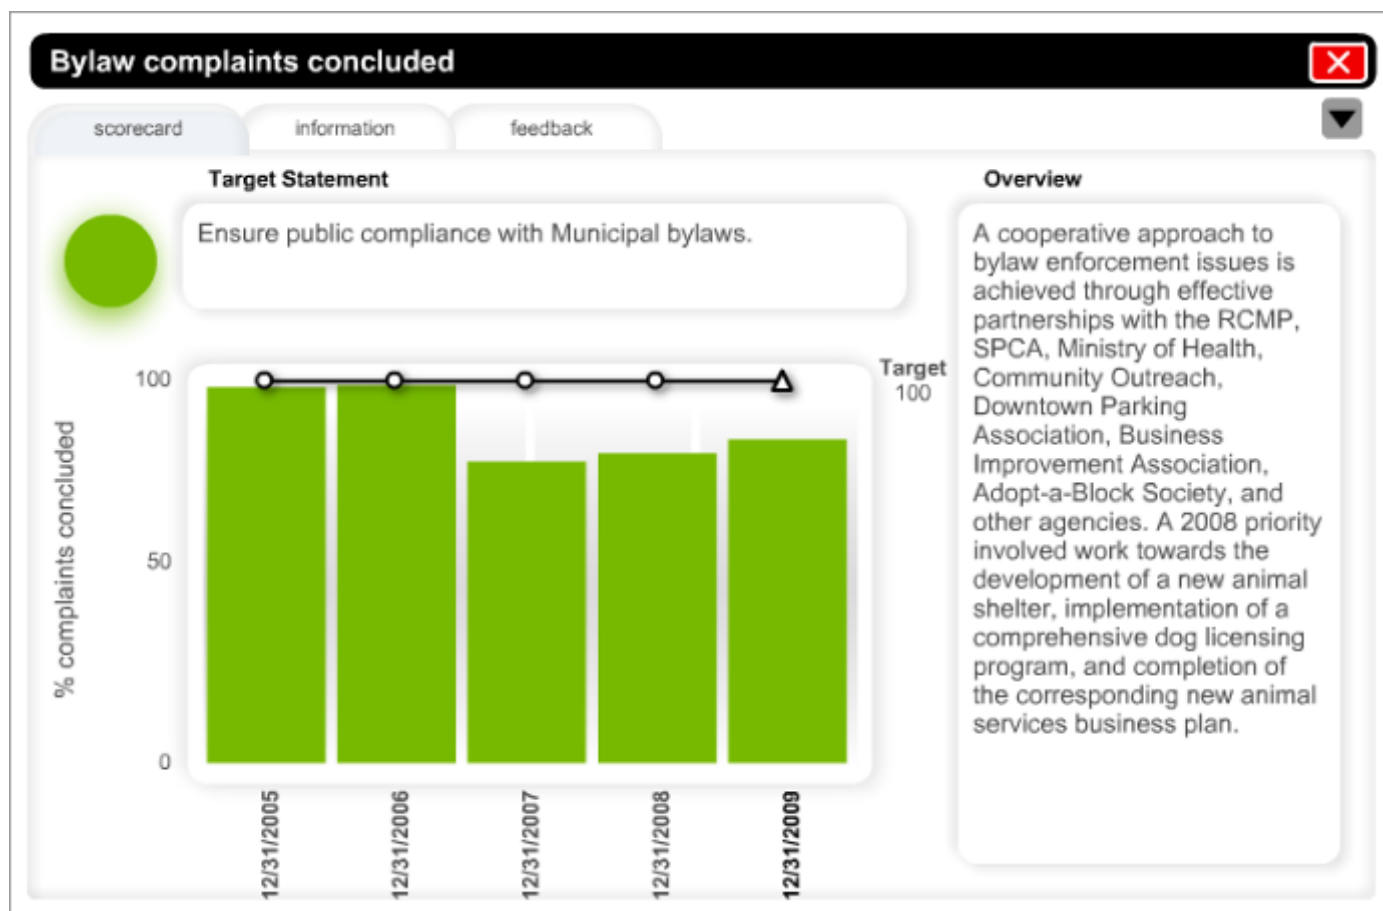 Bylaw complaints concluded
scorecard
information
feedback
Target Statement
Ensure public compliance with Municipal bylaws.
Overview
A cooperative approach to
bylaw enforcement issues is
achieved through effective
partnerships with the RCMP,
SPCA, Ministry of Health,
Community Outreach,
Downtown Parking
Association, Business
Improvement Association,
Adopt-a-Block Society, and
other agencies. A 2008 priority
involved work towards the
development of a new animal
shelter, implementation of a
comprehensive dog licensing
program, and completion of
the corresponding new animal
services business plan.
Target
100
% complaints concluded
100
50
0
12/31/2005
12/31/2006
12/31/2007
12/31/2008
12/31/2009